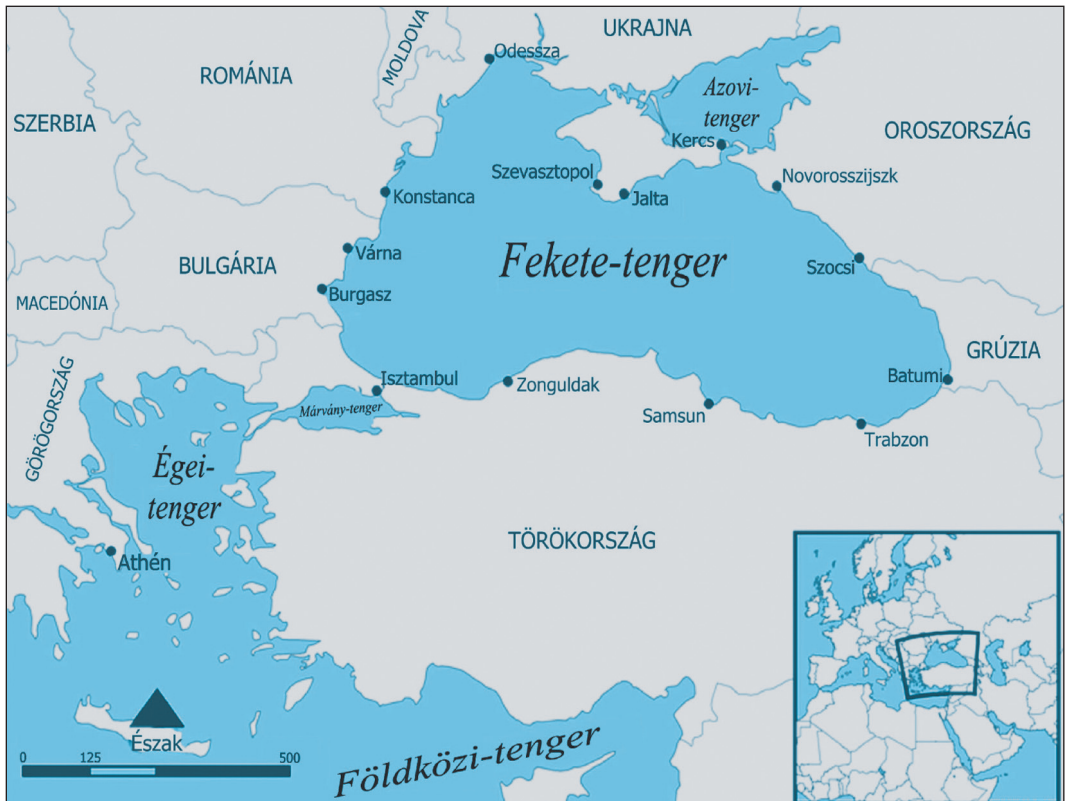 UKRAJNA
Odessza
MOLDOVA
ROMÁNIA
Azovi-
tenger
SZERBIA
OROSZORSZÁG
Kercs
Szevasztopol
Novorosszijszk
Konstanca
Jalta
Várna
Fekete-tenger
BULGÁRIA
Szocsi
Burgasz
MACEDÓNIA
GRÚZIA
Isztambul
Zonguldak
Batumi
Márvány-tenger
Samsun
GÖRÖGORSZÁG
Trabzon
Égei-
tenger
TÖRÖKORSZÁG
Athén
Észak
0 125 500
Földközi-tenger